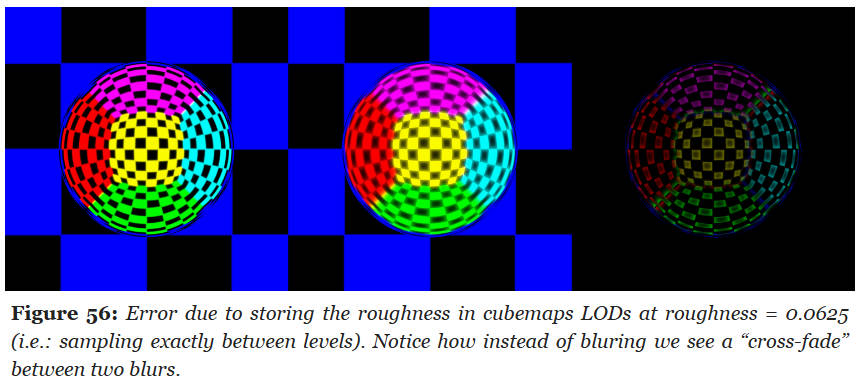 Figure 56: Error due to storing the roughness in cubemaps LODs at roughness = 0.0625
(i.e.: sampling exactly between levels). Notice how instead of bluring we see a “cross-fade”
between two blurs.